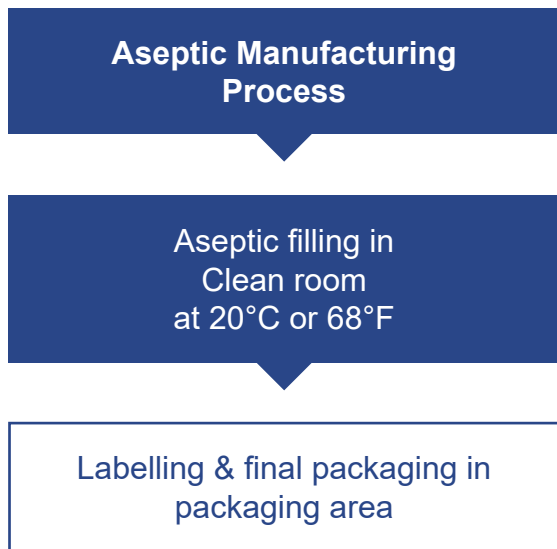 Aseptic Manufacturing
Process
Aseptic filling in
Clean room
at 20°C or 68°F
Labelling & final packaging in
packaging area